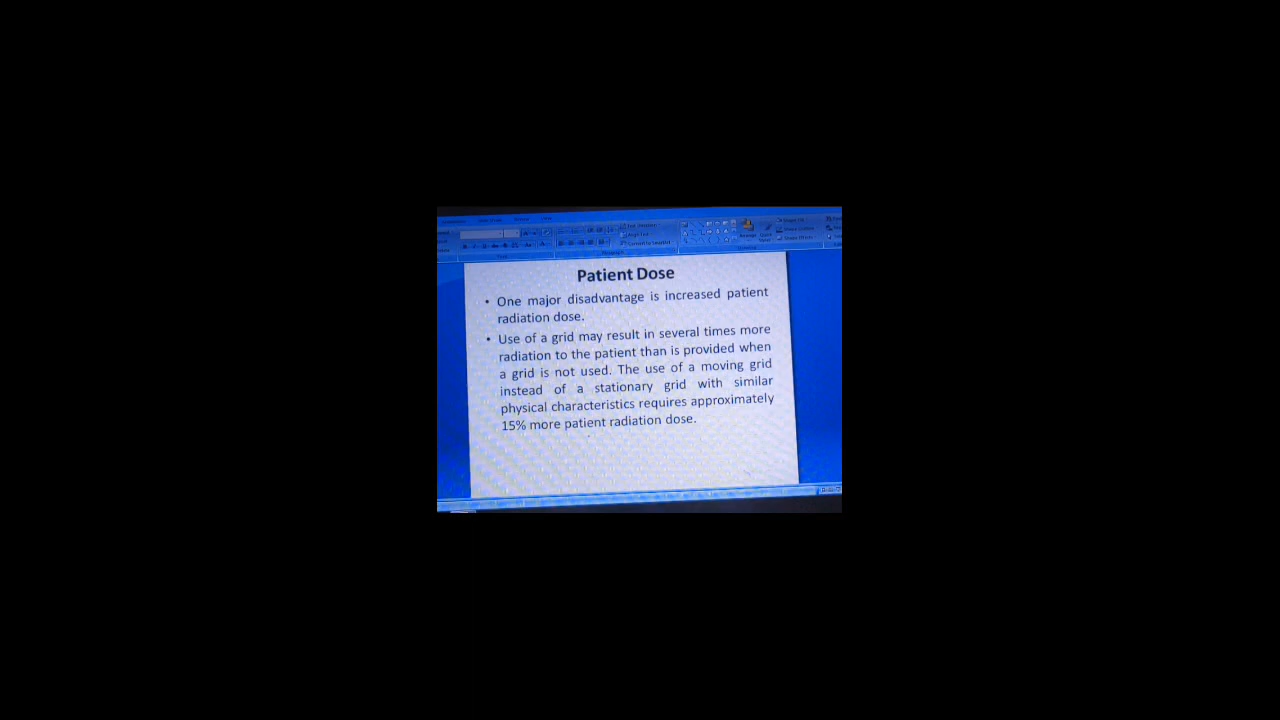 Patient Dose
• One major disadvantage is increased patient
radiation dose.
• Use of a grid may result in several times more
radiation to the patient than is provided when
a grid is not used. The use of a moving grid
instead of a stationary grid with similar
physical characteristics requires approximately
15% more patient radiation dose.